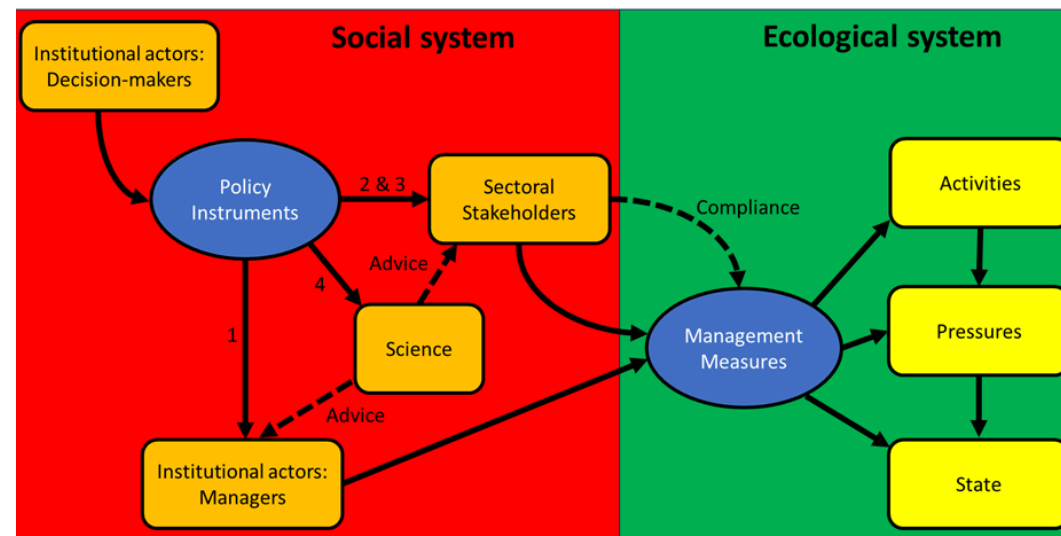 Social system
Ecological system
Institutional actors:
Decision-makers
Policy
Instruments
2 & 3
Sectoral
Stakeholders
Compliance
Activities
Advice
4
1
Science
Management
Measures
Pressures
Advice
Institutional actors:
Managers
State